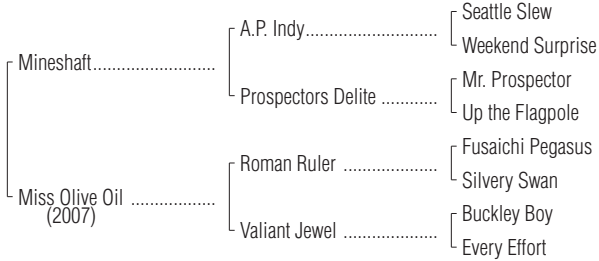 Seattle Slew
A.P. Indy
Weekend Surprise
Mineshaft
Mr. Prospector
Prospectors Delite
Up the Flagpole
Fusaichi Pegasus
Roman Ruler
Silvery Swan
Miss Olive Oil
(2007)
Buckley Boy
Valiant Jewel
Every Effort